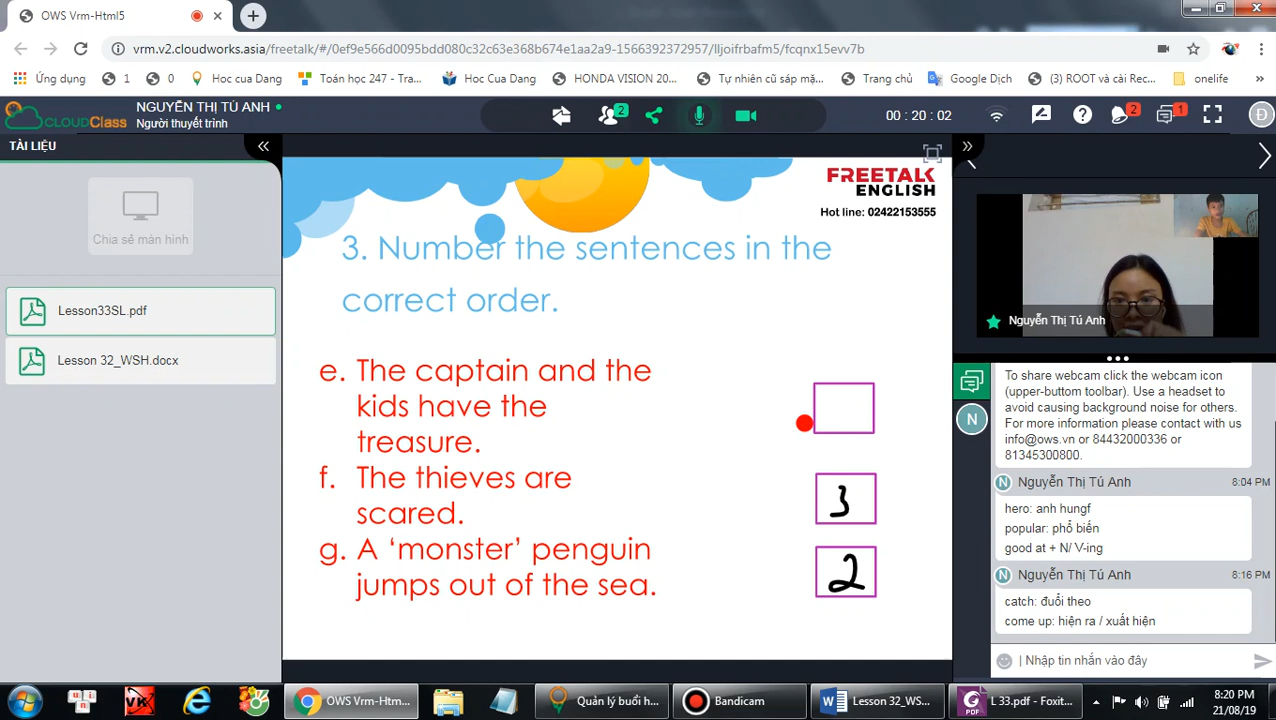 OWS Vrm-Html5
vrm.v2.cloudworks.asia/freetalk/#/0ef9e566d0095bdd080c32c63e368b674e1aa2a9-1566392372957/lljoifrbafm5/fcqnx15evv7b
Ứng dụng 1 0 Hoc cua Dang Toán học 247 - Tra... Học Cua Dang HONDA VISION 20... Tự nhiên cũ sáp mặ... Trang chủ Google Dịch (3) ROOT và cài Rec... onelife »
CLOUDClass
NGUYỄN THỊ TÚ ANH
Người thuyết trình
2
00 : 20 : 02
2
1
Đ
TÀI LIỆU
Chia sẻ màn hình
Lesson33SL.pdf
Lesson 32_WSH.docx
FREETALK
ENGLISH
Hot line: 02422153555
3. Number the sentences in the
correct order.
e. The captain and the
kids have the
treasure.
f. The thieves are
scared.
3
g. A ‘monster’ penguin
jumps out of the sea.
2
Nguyễn Thị Tú Anh
To share webcam click the webcam icon
(upper-buttom toolbar). Use a headset to
avoid causing background noise for others.
For more information please contact with us
info@ows.vn or 84432000336 or
81345300800.
N
N Nguyễn Thị Tú Anh 8:04 PM
hero: anh hungf
popular: phổ biến
good at + N/ V-ing
N Nguyễn Thị Tú Anh 8:16 PM
catch: đuổi theo
come up: hiện ra / xuất hiện
Nhập tin nhắn vào đây
OWS Vrm-Htm...
Quản lý buổi h...
Bandicam
Lesson 32_WS...
L 33.pdf - Foxit...
PDF
8:20 PM
21/08/19